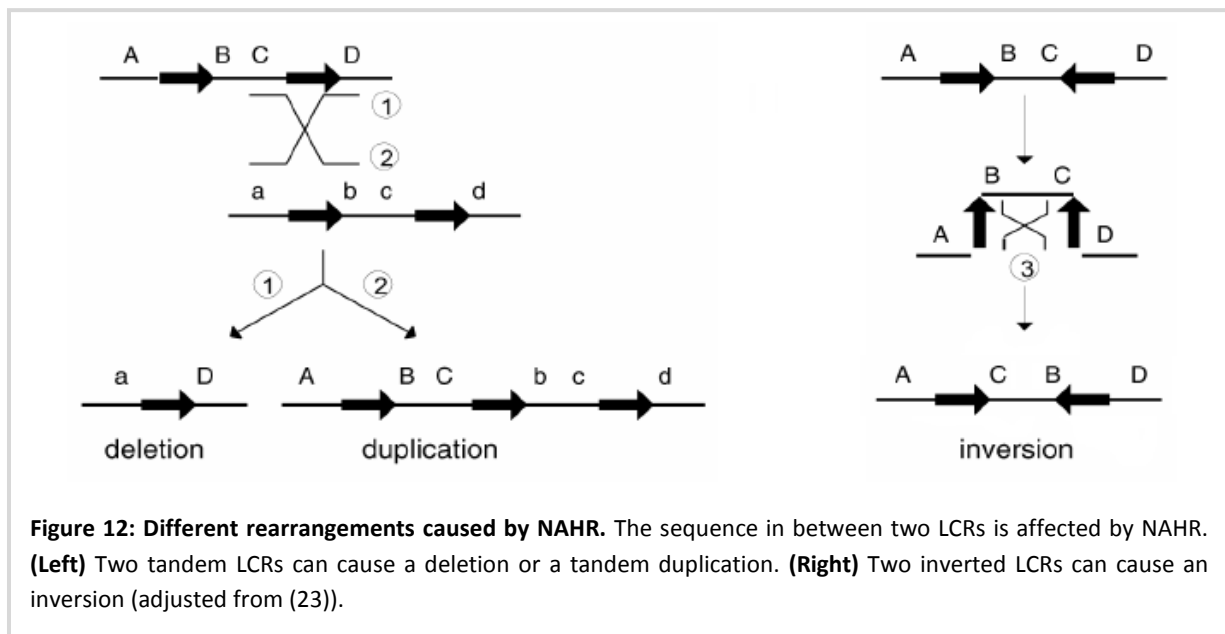 A B C D
A B C D
1
2
a b c d
B C
A D
3
1 2
a D A B C b c d
A C B D
deletion duplication inversion
Figure 12: Different rearrangements caused by NAHR. The sequence in between two LCRs is affected by NAHR.
(Left) Two tandem LCRs can cause a deletion or a tandem duplication. (Right) Two inverted LCRs can cause an
inversion (adjusted from (23)).